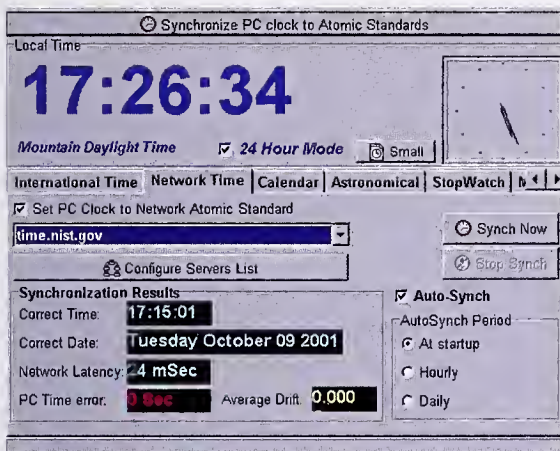 Synchronize PC clock to Atomic Standards
Local Time
17:26:34
Mountain Daylight Time
24 Hour Mode
Small
International Time
Network Time
Calendar
Astronomical
StopWatch
Set PC Clock to Network Atomic Standard
time.nist.gov
Synch Now
Configure Servers List
Stop Synch
Synchronization Results
Auto-Synch
Correct Time: 17:15:01
AutoSynch Period
Correct Date: Tuesday October 09 2001
At startup
Network Latency: 24 mSec
Hourly
PC Time error: 0 Sec
Average Drift: 0.000
Daily